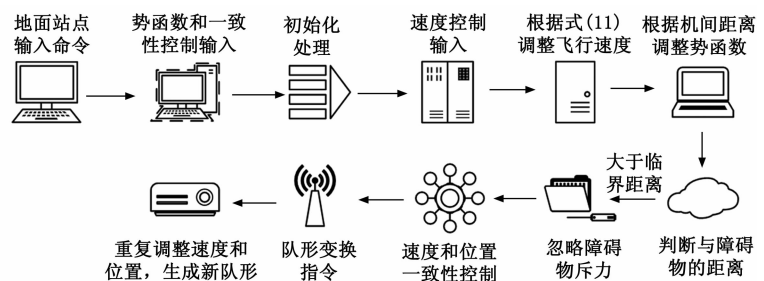 地面站点
输入命令
势函数和一致
性控制输入
初始化
处理
速度控制
输入
根据式(11)
调整飞行速度
根据机间距离
调整势函数
大于临
界距离
判断与障碍
物的距离
忽略障碍
物斥力
速度和位置
一致性控制
队形变换
指令
重复调整速度和
位置，生成新队形